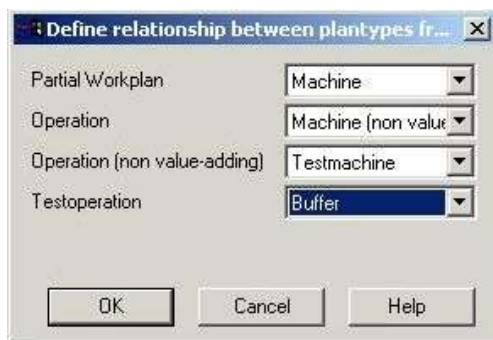 Define relationship between plantypes fr...
Partial Workplan Machine
Operation Machine (non value
Operation (non value-adding) Testmachine
Testoperation Buffer
OK Cancel Help